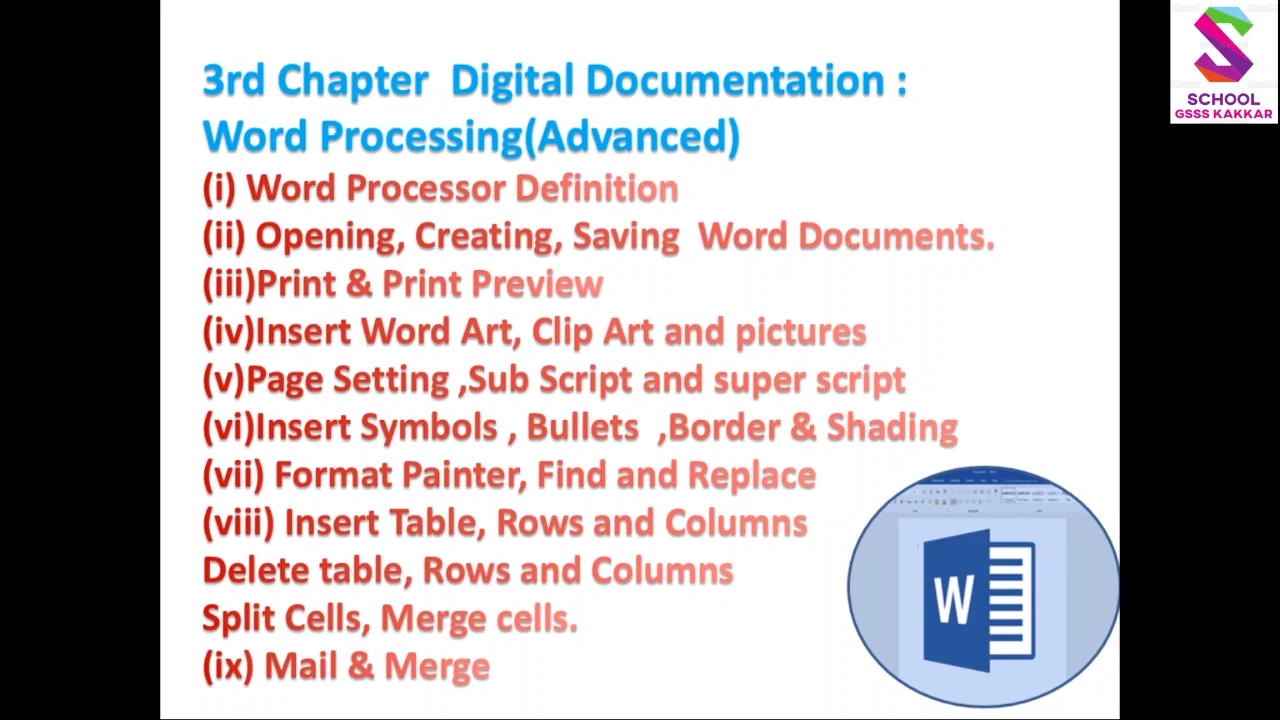 3rd Chapter  Digital Documentation :
Word Processing(Advanced)
(i) Word Processor Definition
(ii) Opening, Creating, Saving  Word Documents.
(iii)Print & Print Preview
(iv)Insert Word Art, Clip Art and pictures
(v)Page Setting ,Sub Script and super script
(vi)Insert Symbols , Bullets  ,Border & Shading
(vii) Format Painter, Find and Replace
(viii) Insert Table, Rows and Columns
Delete table, Rows and Columns
Split Cells, Merge cells.
(ix) Mail & Merge
W
SCHOOL
GSSS KAKKAR